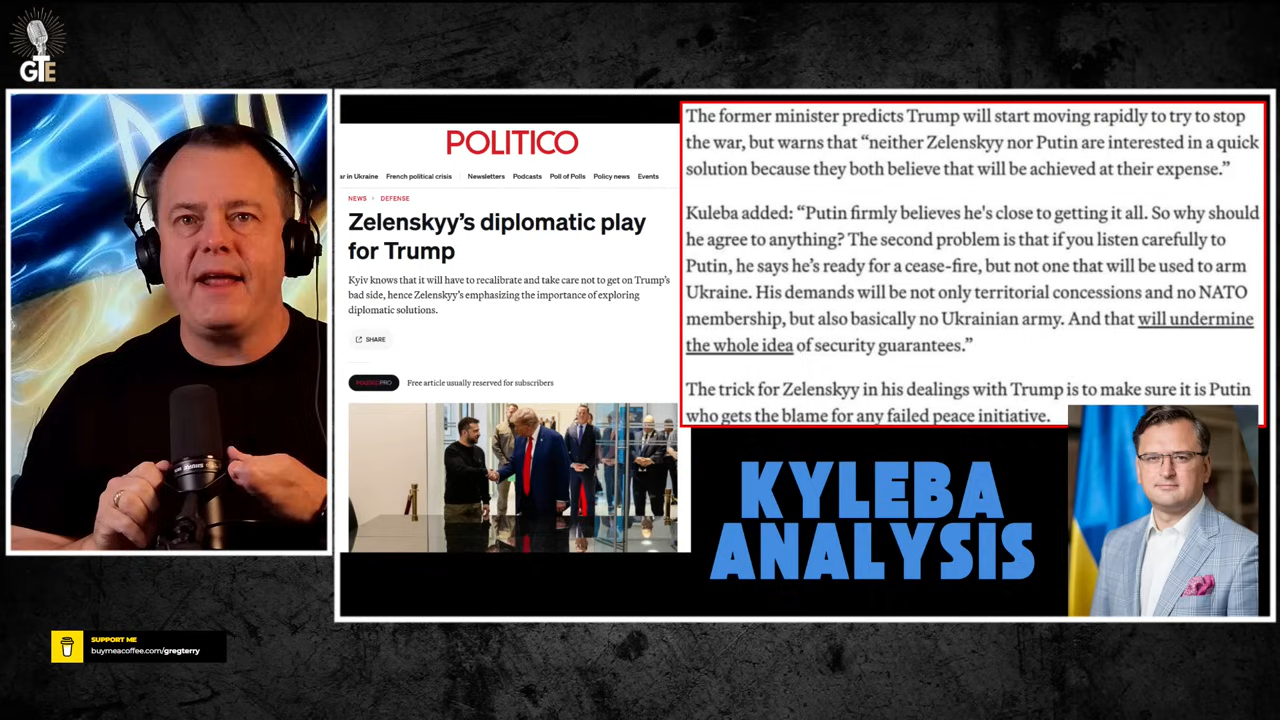 GTE
POLITICO
ar in Ukraine French political crisis Newsletters Podcasts Poll of Polls Policy news Events
NEWS › DEFENSE
Zelenskyy’s diplomatic play
for Trump
Kyiv knows that it will have to recalibrate and take care not to get on Trump’s
bad side, hence Zelenskyy’s emphasizing the importance of exploring
diplomatic solutions.
SHARE
POLITICO PRO Free article usually reserved for subscribers
The former minister predicts Trump will start moving rapidly to try to stop
the war, but warns that “neither Zelenskyy nor Putin are interested in a quick
solution because they both believe that will be achieved at their expense.”
Kuleba added: “Putin firmly believes he's close to getting it all. So why should
he agree to anything? The second problem is that if you listen carefully to
Putin, he says he’s ready for a cease-fire, but not one that will be used to arm
Ukraine. His demands will be not only territorial concessions and no NATO
membership, but also basically no Ukrainian army. And that will undermine
the whole idea of security guarantees.”
The trick for Zelenskyy in his dealings with Trump is to make sure it is Putin
who gets the blame for any failed peace initiative.
KYLEBA
ANALYSIS
SUPPORT ME
buymeacoffee.com/gregterry